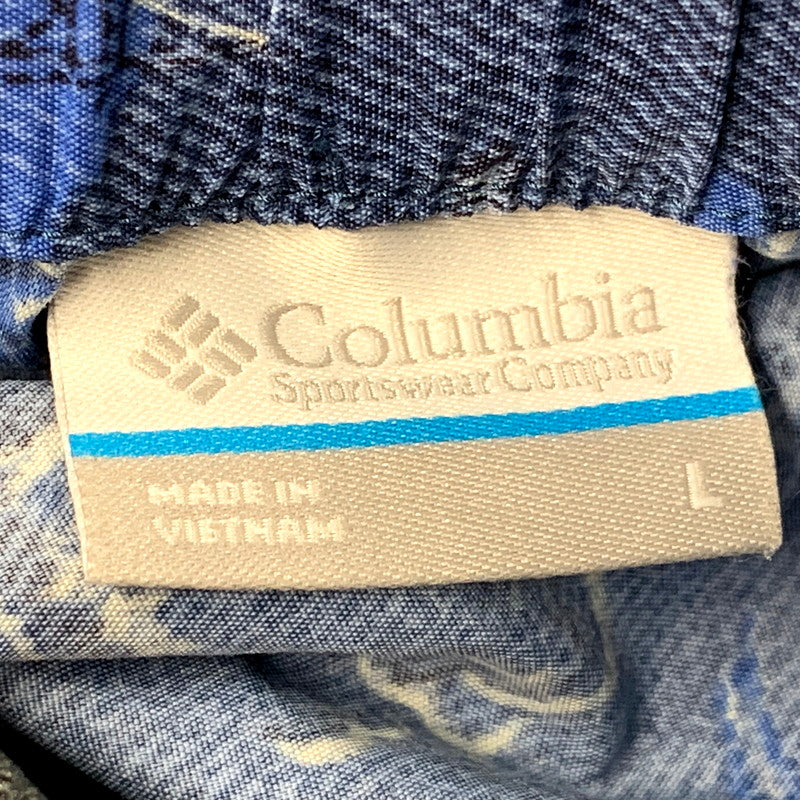 Columbia
Sportswear Company
MADE IN
VIETNAM
L